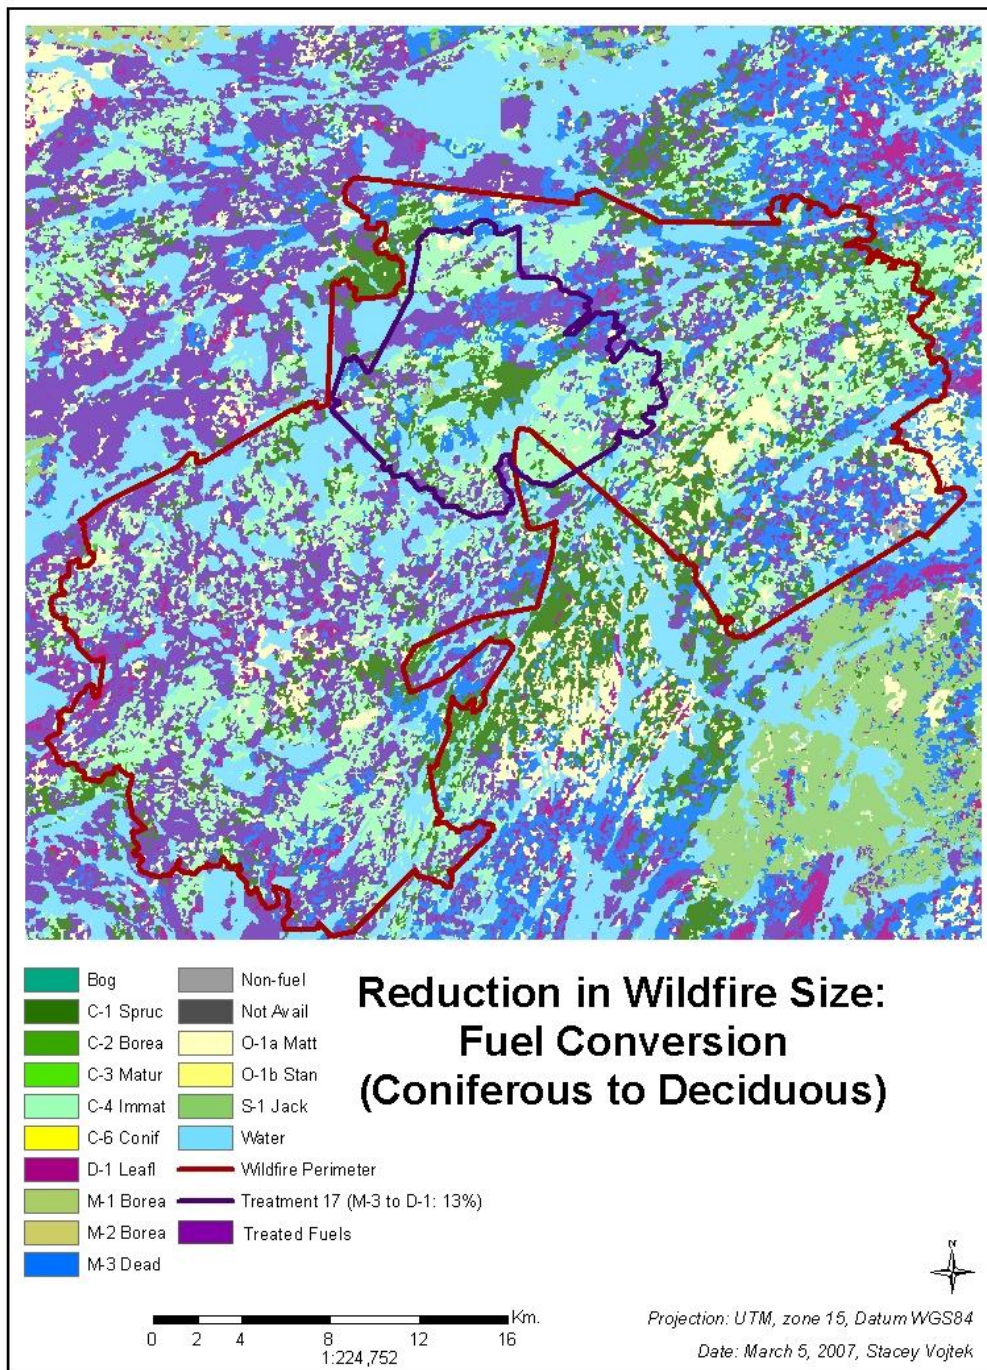 Bog
C-1 Spruc
C-2 Borea
C-3 Matur
C-4 Immat
C-6 Conif
D-1 Leafl
M-1 Borea
M-2 Borea
M-3 Dead
Non-fuel
Not Avail
O-1a Matt
O-1b Stan
S-1 Jack
Water
Wildfire Perimeter
Treatment 17 (M-3 to D-1: 13%)
Treated Fuels
Reduction in Wildfire Size:
Fuel Conversion
(Coniferous to Deciduous)
N
Km.
0 2 4 8 12 16
1:224,752
Projection: UTM, zone 15, Datum WGS84
Date: March 5, 2007, Stacey Vojtek